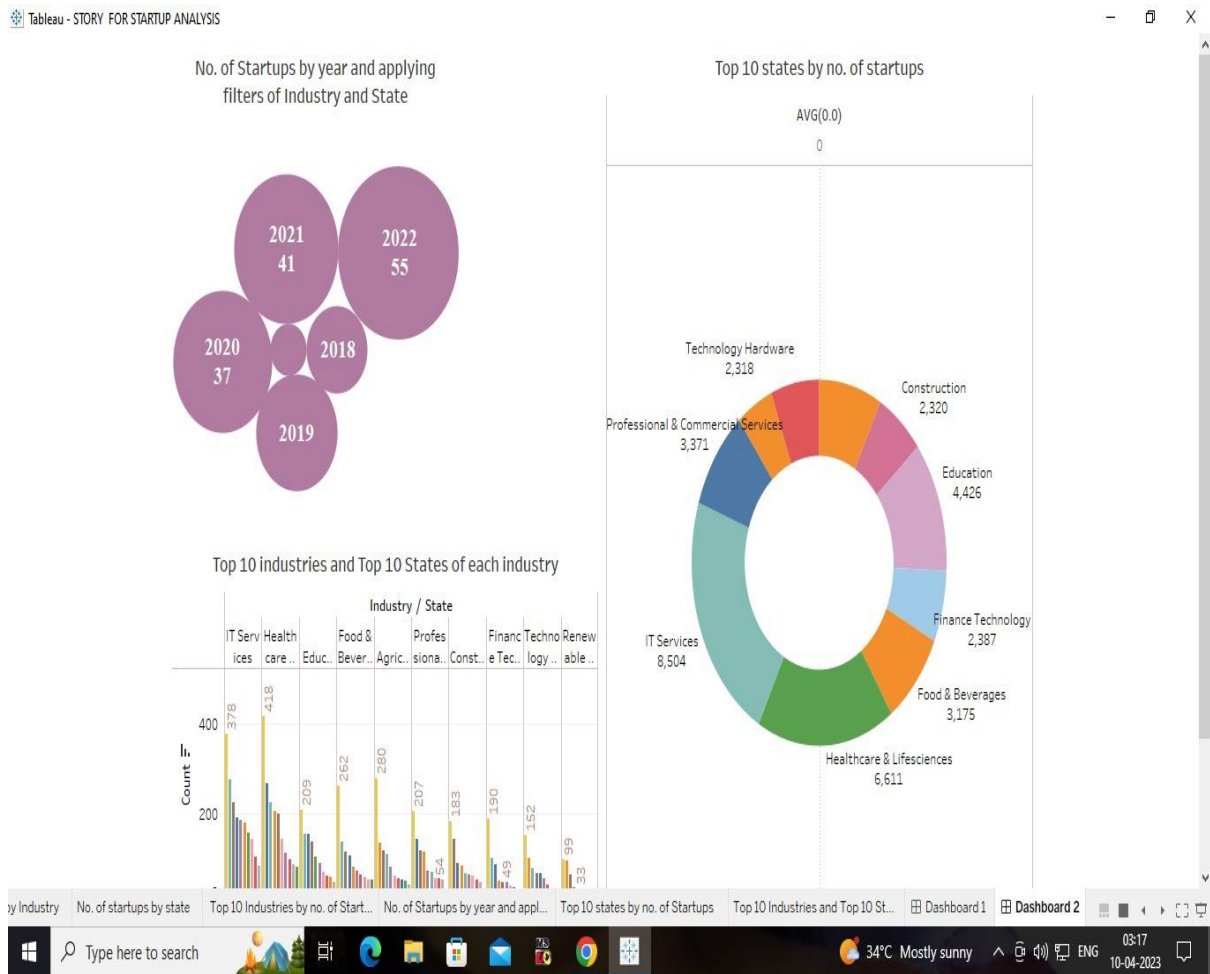 Tableau - STORY FOR STARTUP ANALYSIS
No. of Startups by year and applying
filters of Industry and State
2021
41
2022
55
2020
37
2018
2019
Top 10 states by no. of startups
AVG(0.0)
0
Technology Hardware
2,318
Construction
2,320
Professional & Commercial Services
3,371
Education
4,426
Finance Technology
2,387
IT Services
8,504
Food & Beverages
3,175
Healthcare & Lifesciences
6,611
Top 10 industries and Top 10 States of each industry
Industry / State
IT Serv Health Food & Profes Financ Techno Renew
ices care .. Educ.. Bever.. Agric.. siona.. Const.. e Tec.. logy .. able ..
Count
400
200
378
418
209
262
280
207
54
183
190
49
152
99
33
by Industry No. of startups by state Top 10 Industries by no. of Start... No. of Startups by year and appl... Top 10 states by no. of Startups Top 10 Industries and Top 10 St... Dashboard 1 Dashboard 2
Type here to search
34°C Mostly sunny ENG
03:17
10-04-2023